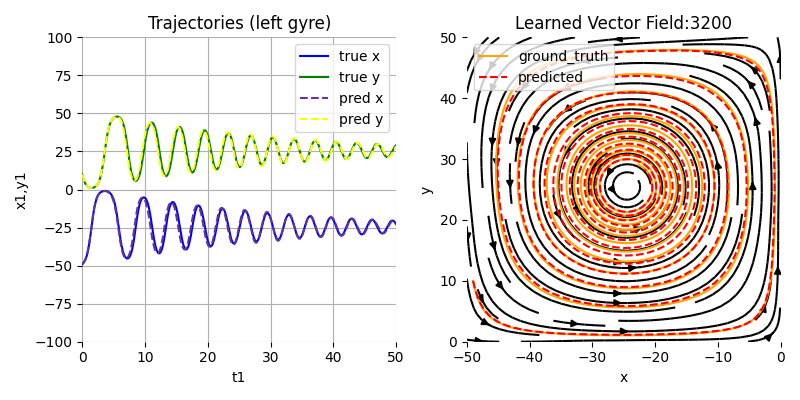 Trajectories (left gyre)
100
75
50
25
0
−25
−50
−75
−100
x1,y1
0
10
20
30
40
50
t1
true x
true y
pred x
pred y
Learned Vector Field:3200
50
40
30
20
10
0
y
−50
−40
−30
−20
−10
0
x
ground_truth
predicted